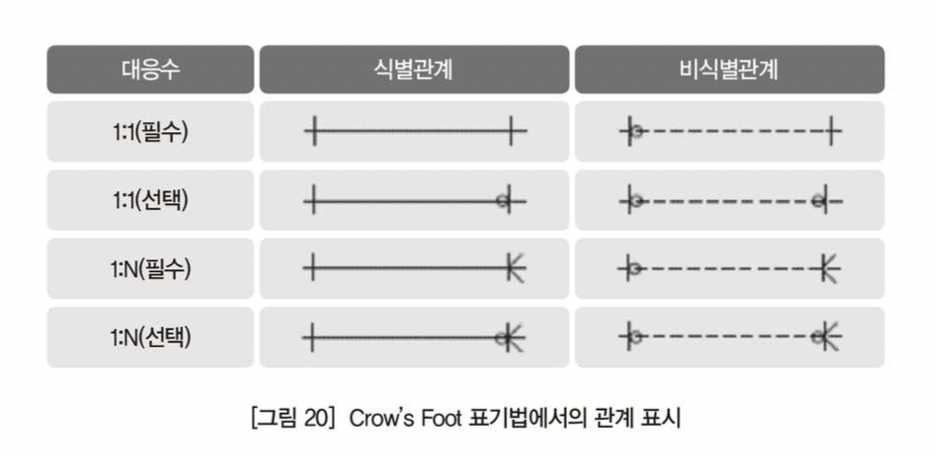 대응수 식별관계 비식별관계
1:1(필수)
1:1(선택)
1:N(필수)
1:N(선택)
[그림 20] Crow's Foot 표기법에서의 관계 표시